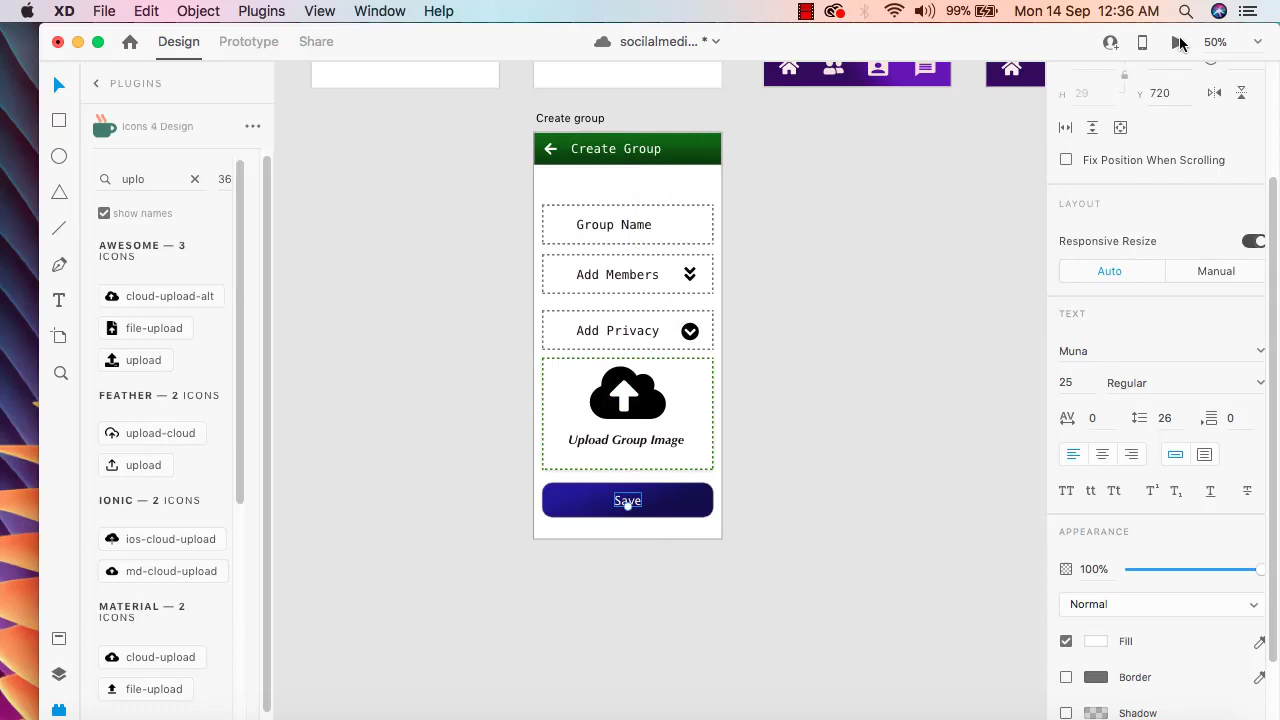 XD File Edit Object Plugins View Window Help 99% Mon 14 Sep 12:36 AM
Design Prototype Share socilalmedi... * 50%
PLUGINS
Icons 4 Design
uplo 36
show names
AWESOME — 3
ICONS
cloud-upload-alt
file-upload
upload
FEATHER — 2 ICONS
upload-cloud
upload
IONIC — 2 ICONS
ios-cloud-upload
md-cloud-upload
MATERIAL — 2
ICONS
cloud-upload
file-upload
Create group
Create Group
Group Name
Add Members
Add Privacy
Upload Group Image
Save
H 29 Y 720
Fix Position When Scrolling
LAYOUT
Responsive Resize
Auto Manual
TEXT
Muna
25 Regular
AV 0 26 0
TT tt Tt T¹ T₁ T T
APPEARANCE
100%
Normal
Fill
Border
Shadow